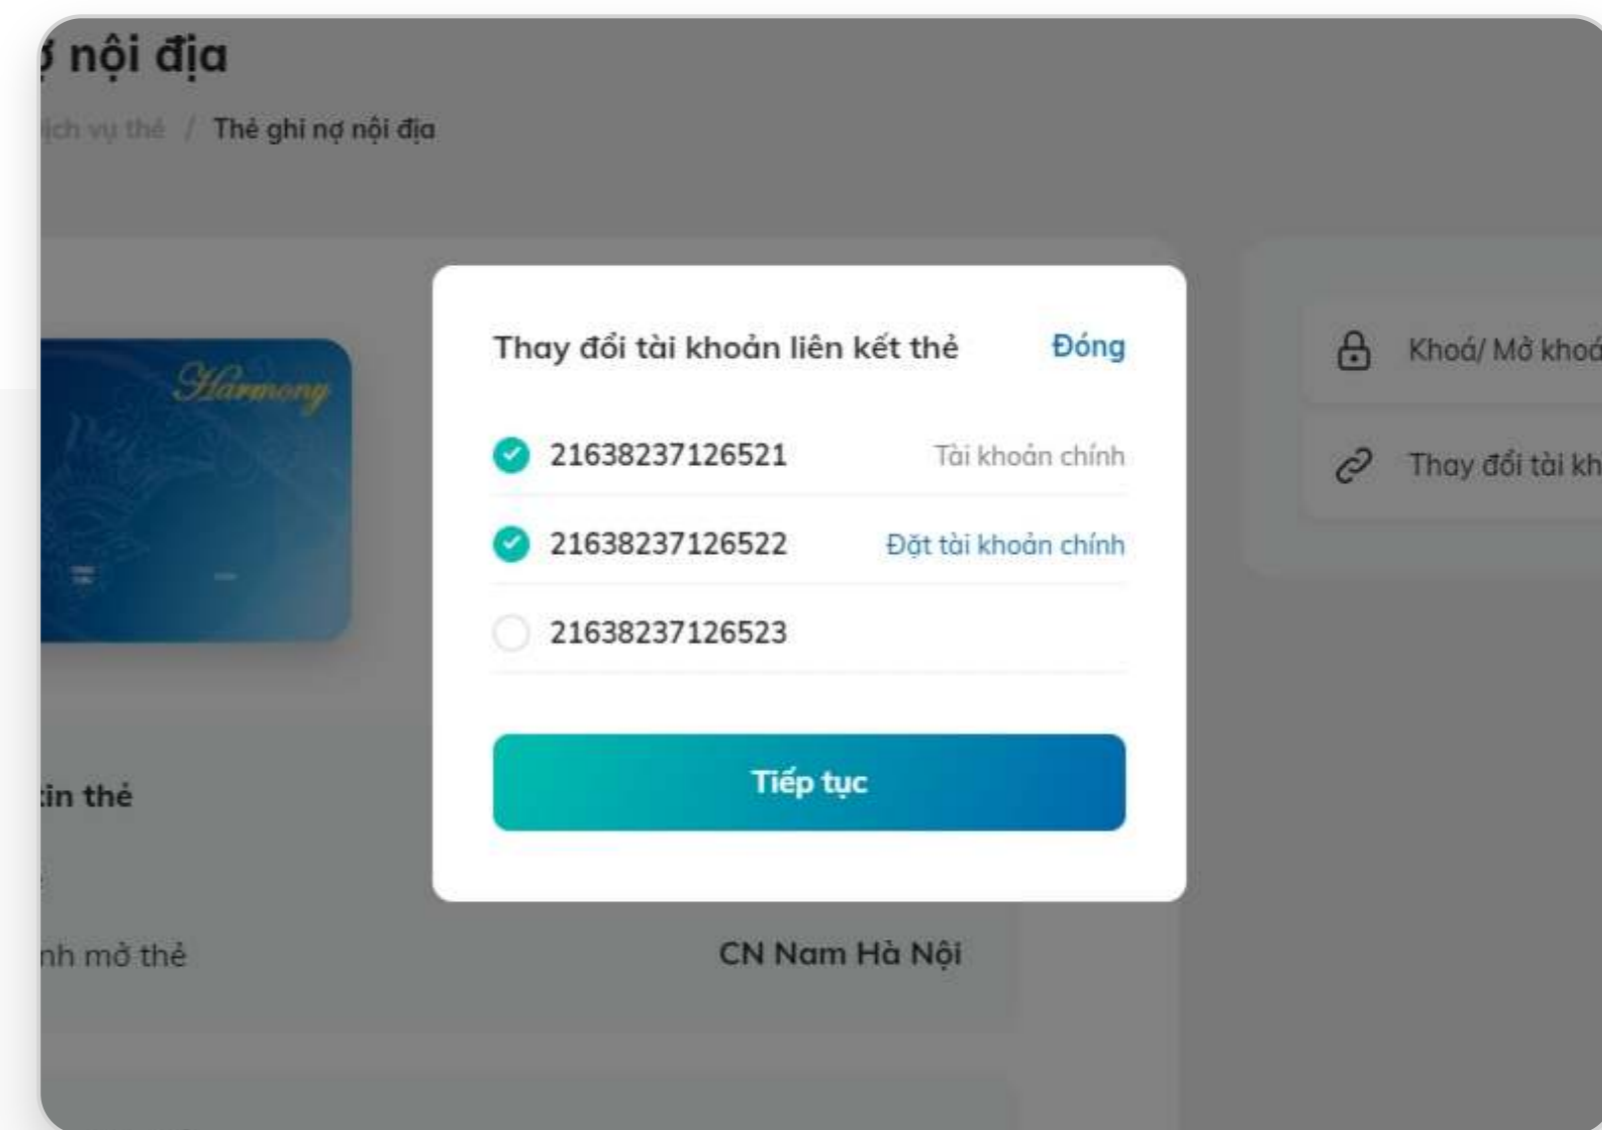 nội địa
vụ thẻ / Thẻ ghi nợ nội địa
Harmony
Thay đổi tài khoản liên kết thẻ Đóng
21638237126521 Tài khoản chính
21638237126522 Đặt tài khoản chính
21638237126523
Tiếp tục
Khoá/ Mở khoá
Thay đổi tài kh
tin thẻ
nh mở thẻ CN Nam Hà Nội